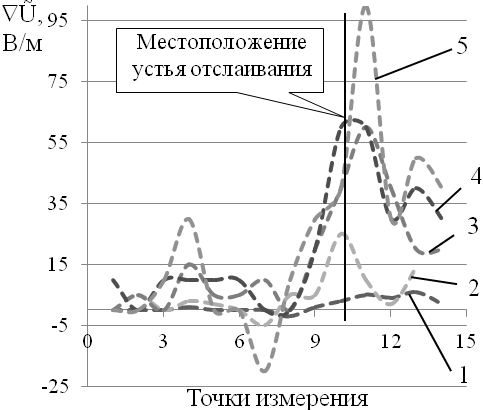 ∇Ũ,
В/м
95
75
55
35
15
-5
-25
Местоположение
устья отслаивания
5
4
3
2
1
0 3 6 9 12 15
Точки измерения